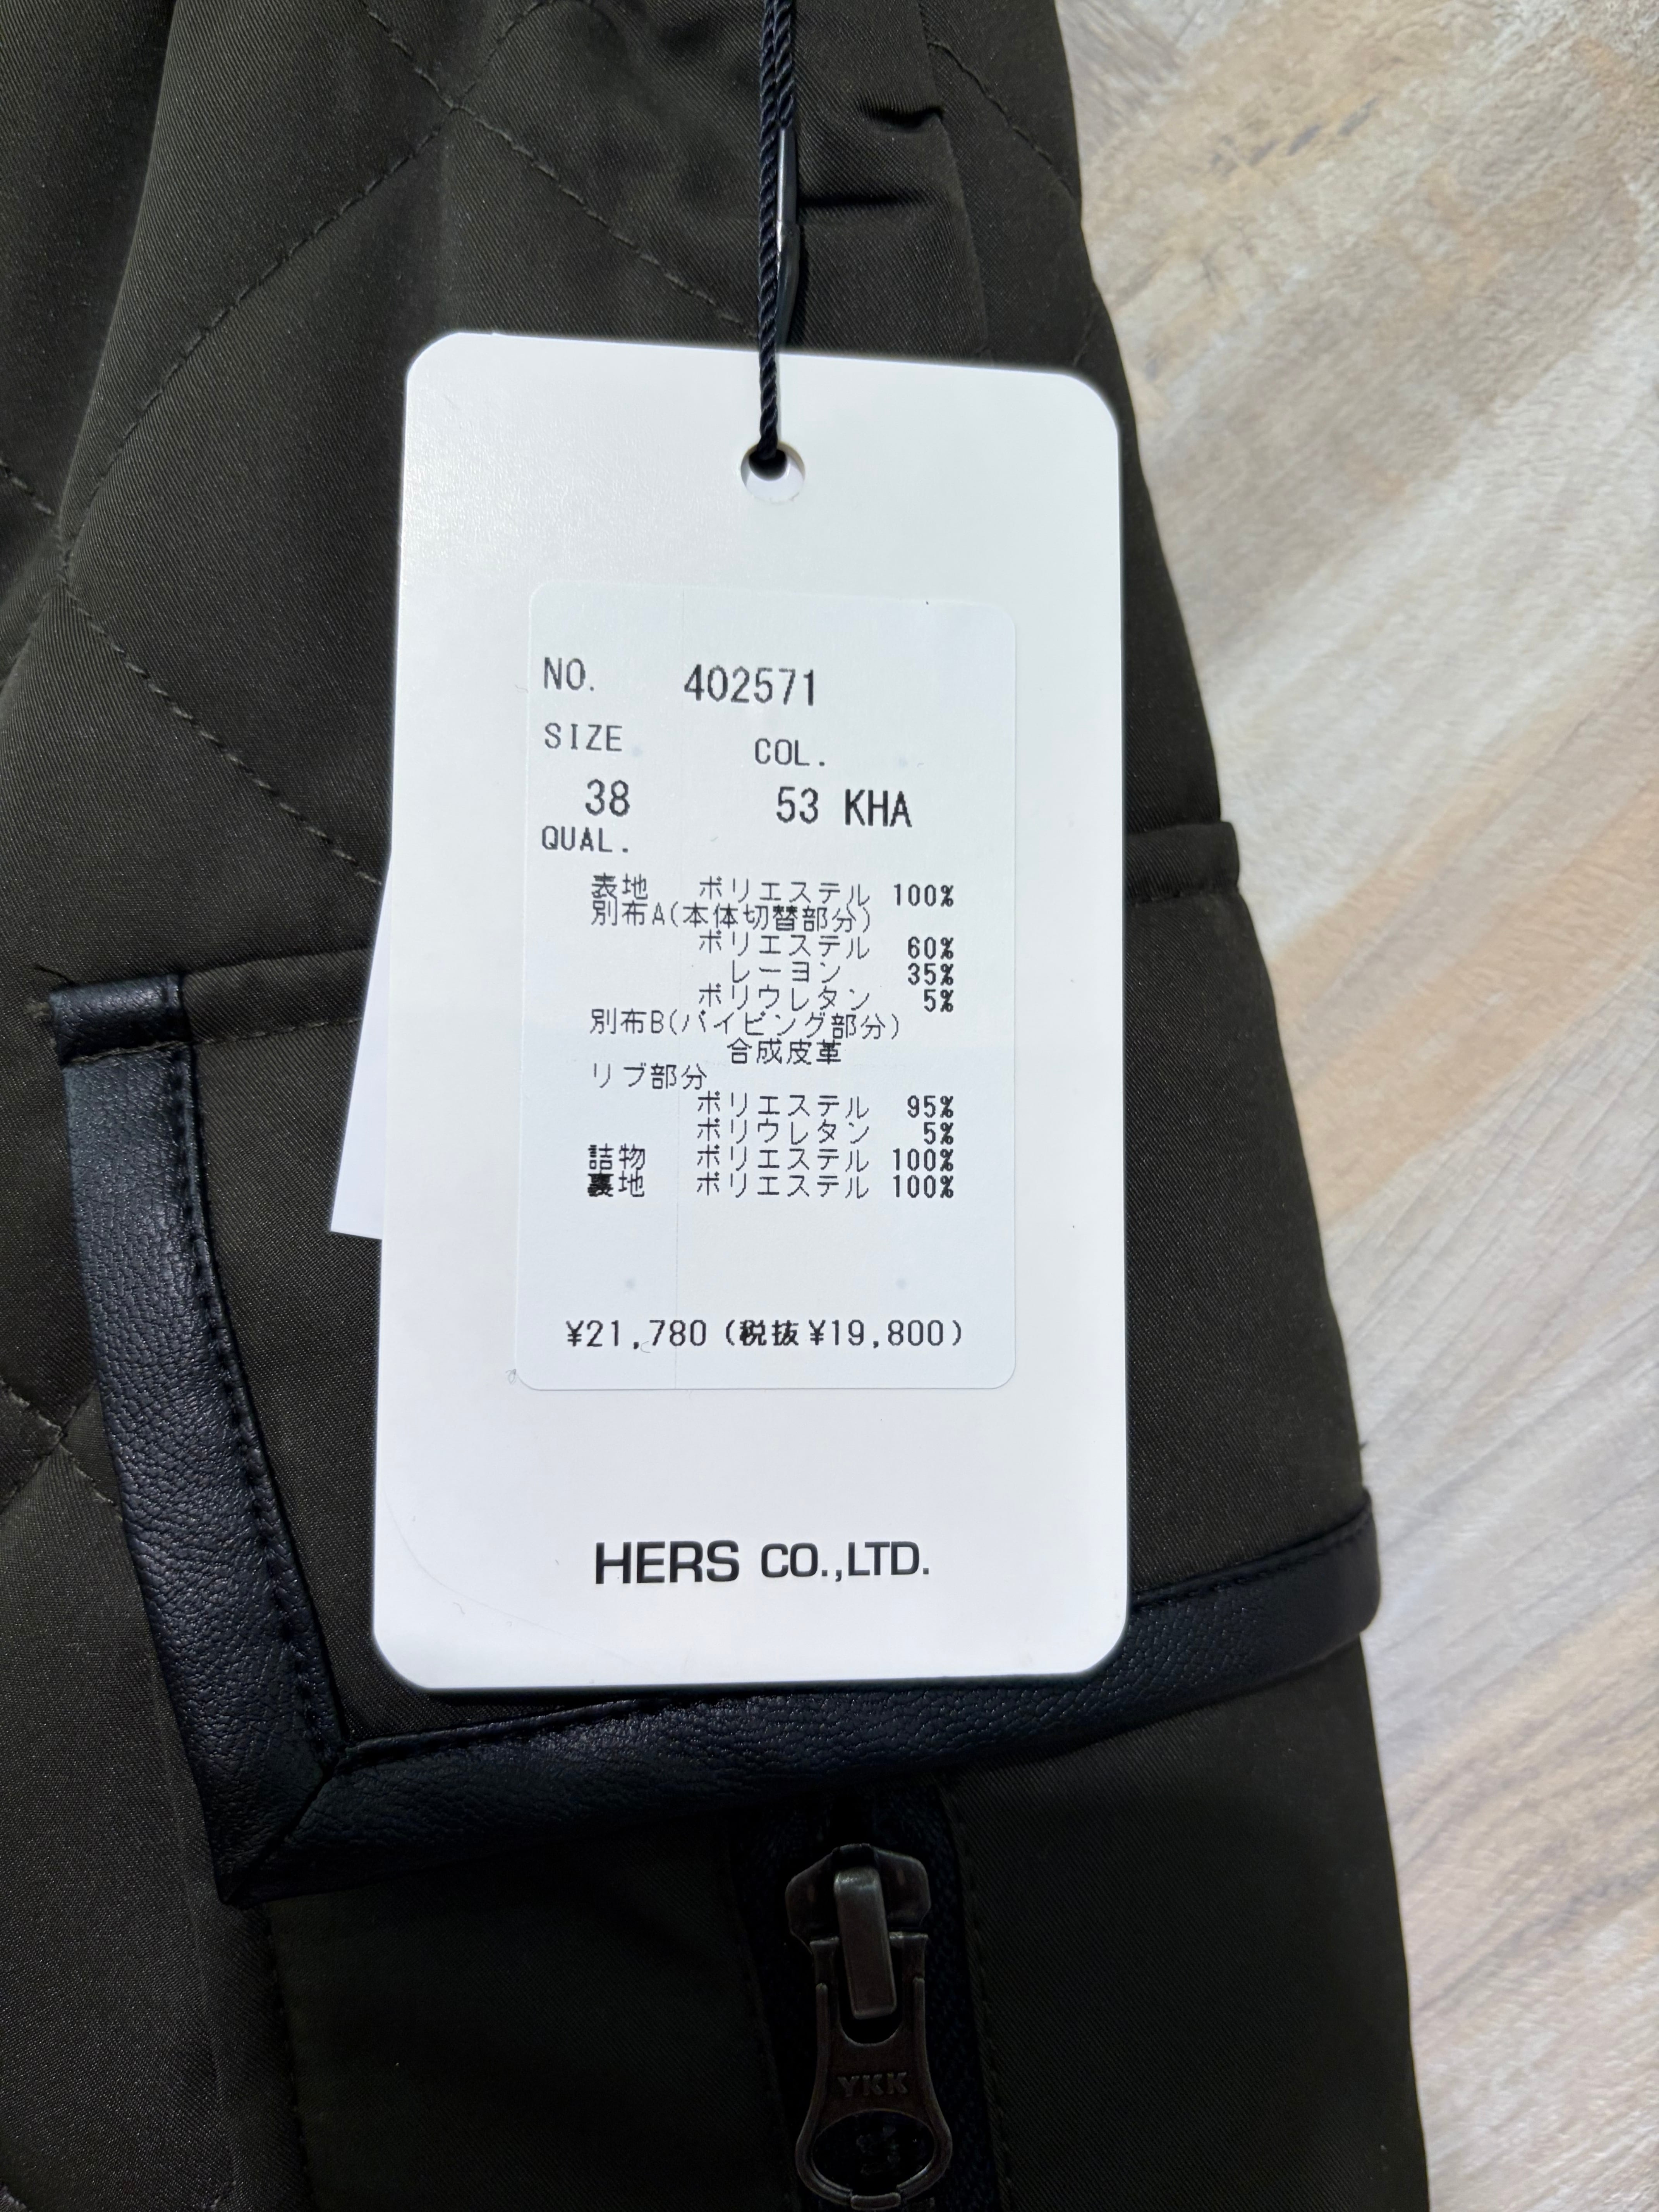 NO. 402571
SIZE COL.
38 53 KHA
QUAL.
表地 ポリエステル 100%
別布A(本体切替部分)
ポリエステル 60%
レーヨン 35%
ポリウレタン 5%
別布B(パイピング部分)
合成皮革
リブ部分
ポリエステル 95%
ポリウレタン 5%
詰物 ポリエステル 100%
裏地 ポリエステル 100%
¥21,780(税抜¥19,800)
HERS CO.,LTD.
YKK